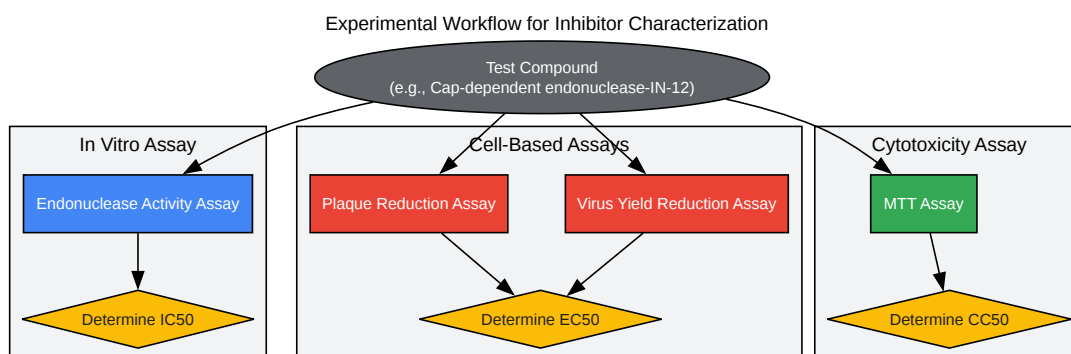 Experimental Workflow for Inhibitor Characterization
Test Compound
(e.g., Cap-dependent endonuclease-IN-12)
In Vitro Assay
Cell-Based Assays
Cytotoxicity Assay
Endonuclease Activity Assay
Plaque Reduction Assay
Virus Yield Reduction Assay
MTT Assay
Determine IC50
Determine EC50
Determine CC50